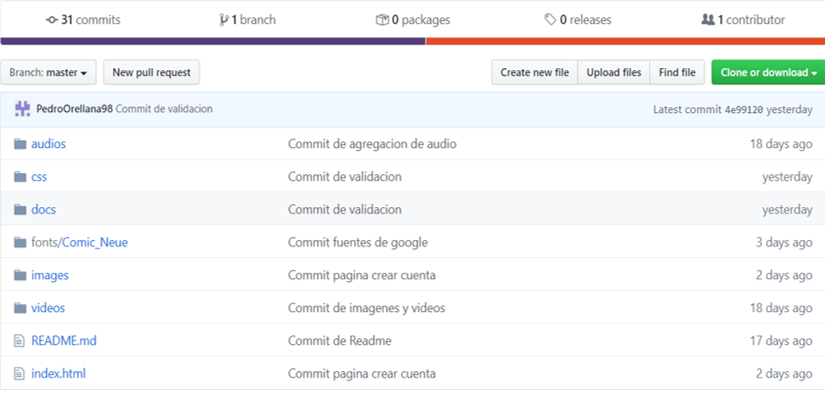 31 commits 1 branch 0 packages 0 releases 1 contributor
Branch: master New pull request Create new file Upload files Find file Clone or download
PedroOrellana98 Commit de validacion Latest commit 4e99120 yesterday
audios Commit de agregacion de audio 18 days ago
css Commit de validacion yesterday
docs Commit de validacion yesterday
fonts/Comic_Neue Commit fuentes de google 3 days ago
images Commit pagina crear cuenta 2 days ago
videos Commit de imagenes y videos 18 days ago
README.md Commit de Readme 17 days ago
index.html Commit pagina crear cuenta 2 days ago